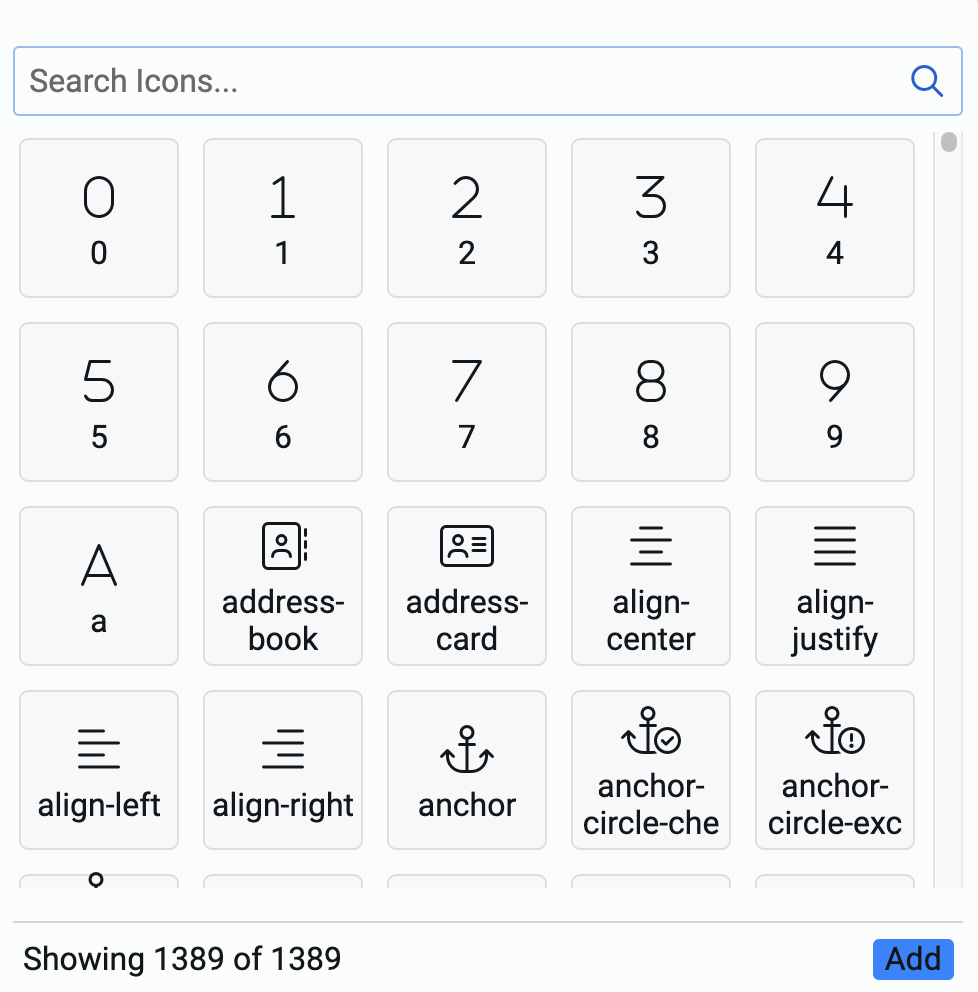 Search Icons...
0 1 2 3 4
0 1 2 3 4
5 6 7 8 9
5 6 7 8 9
A
a
address-
book
address-
card
align-
center
align-
justify
align-left
align-right
anchor
anchor-
circle-che
anchor-
circle-exc
Showing 1389 of 1389
Add